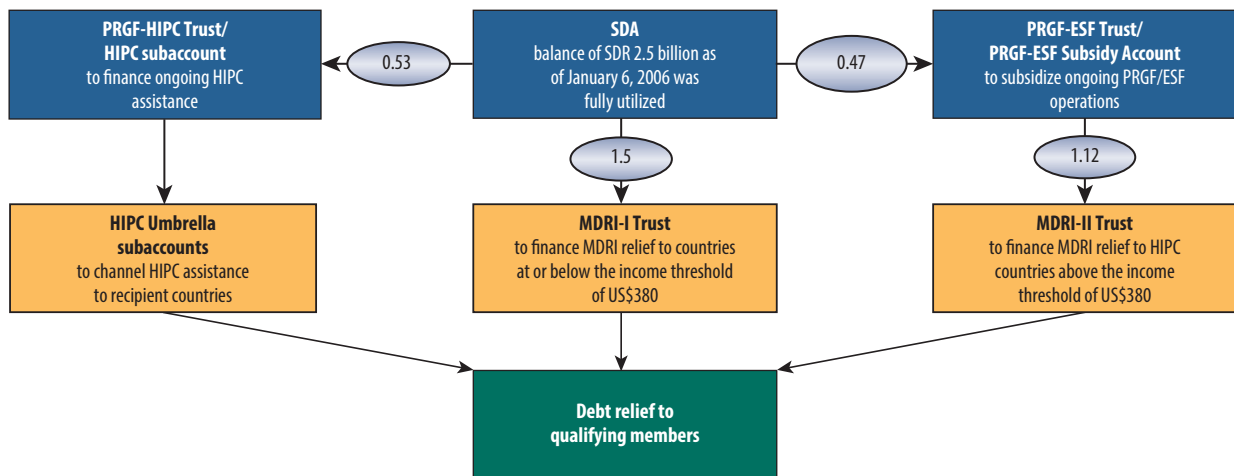 PRGF-HIPC Trust/
HIPC subaccount
to finance ongoing HIPC
assistance
0.53
SDA
balance of SDR 2.5 billion as
of January 6, 2006 was
fully utilized
0.47
PRGF-ESF Trust/
PRGF-ESF Subsidy Account
to subsidize ongoing PRGF/ESF
operations
1.5
1.12
HIPC Umbrella
subaccounts
to channel HIPC assistance
to recipient countries
MDRI-I Trust
to finance MDRI relief to countries
at or below the income threshold
of US$380
MDRI-II Trust
to finance MDRI relief to HIPC
countries above the income
threshold of US$380
Debt relief to
qualifying members